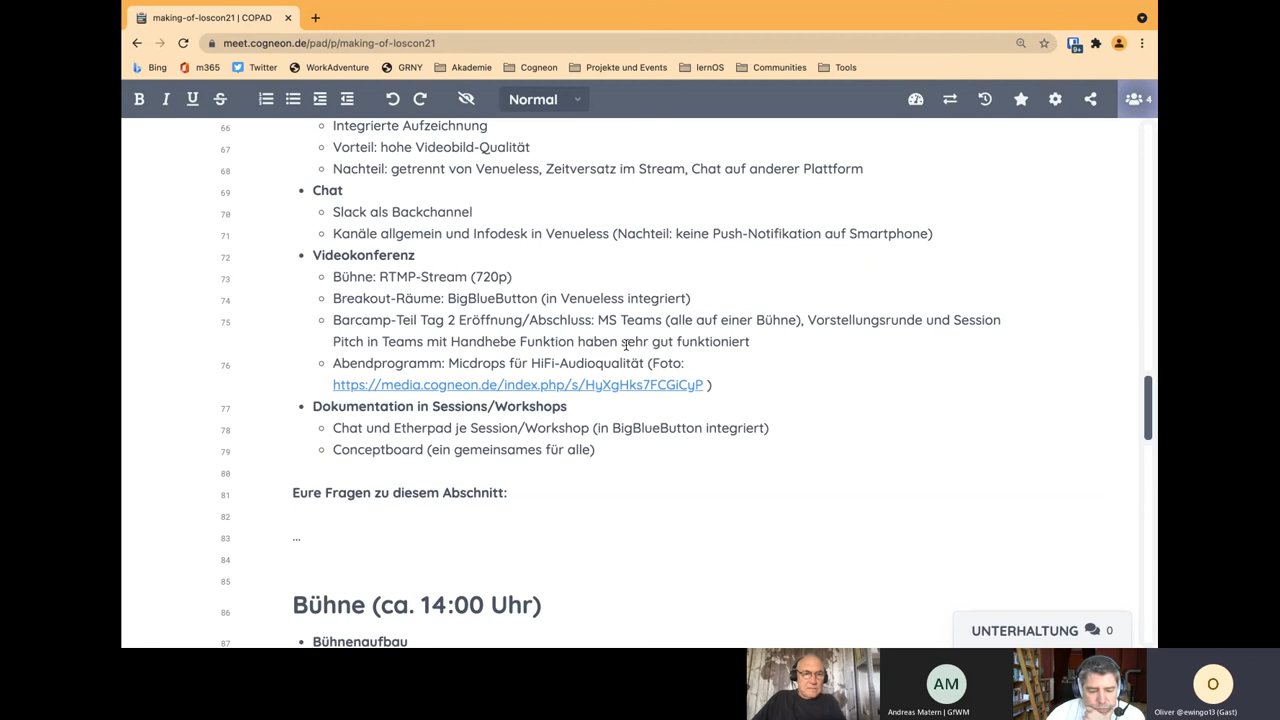 making-of-loscon21 | COPAD
meet.cogneon.de/pad/p/making-of-loscon21
9+
Bing
m365
Twitter
WorkAdventure
GRNY
Akademie
Cogneon
Projekte und Events
lernOS
Communities
Tools
B I U S Normal 4
66 Integrierte Aufzeichnung
67 Vorteil: hohe Videobild-Qualität
68 Nachteil: getrennt von Venueless, Zeitversatz im Stream, Chat auf anderer Plattform
69 Chat
70 Slack als Backchannel
71 Kanäle allgemein und Infodesk in Venueless (Nachteil: keine Push-Notifikation auf Smartphone)
72 Videokonferenz
73 Bühne: RTMP-Stream (720p)
74 Breakout-Räume: BigBlueButton (in Venueless integriert)
75 Barcamp-Teil Tag 2 Eröffnung/Abschluss: MS Teams (alle auf einer Bühne), Vorstellungsrunde und Session
Pitch in Teams mit Handhebe Funktion haben sehr gut funktioniert
76 Abendprogramm: Micdrops für HiFi-Audioqualität (Foto:
https://media.cogneon.de/index.php/s/HyXgHks7FCGiCyP )
77 Dokumentation in Sessions/Workshops
78 Chat und Etherpad je Session/Workshop (in BigBlueButton integriert)
79 Conceptboard (ein gemeinsames für alle)
80
81 Eure Fragen zu diesem Abschnitt:
82
83 ...
84
85
86 Bühne (ca. 14:00 Uhr)
87 Bühnenaufbau
UNTERHALTUNG 0
AM
Andreas Matern | GfWM
O
Oliver @ewingo13 (Gast)